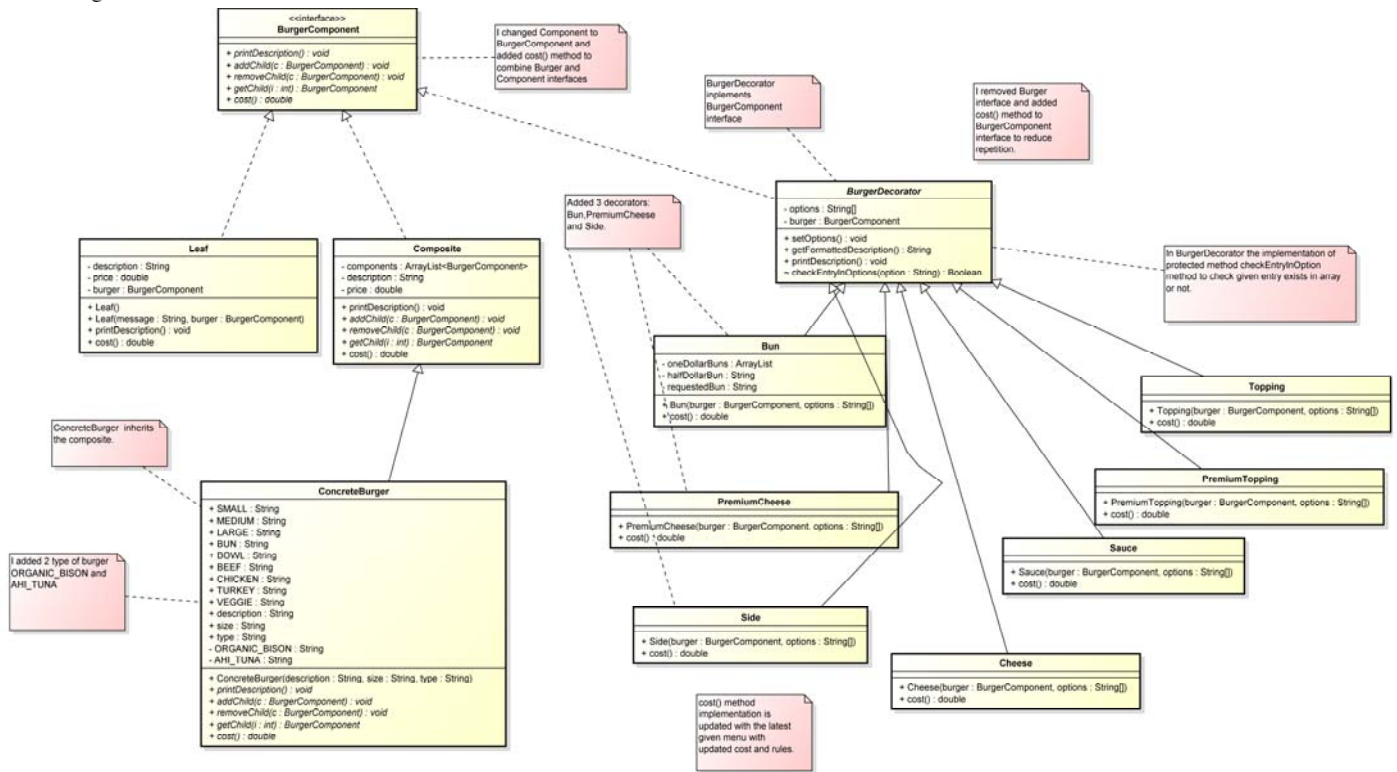 <<interface>>
BurgerComponent
+ printDescription() : void
+ addChild(c : BurgerComponent) : void
+ removeChild(c : BurgerComponent) : void
+ getChild(i : int) : BurgerComponent
+ cost() : double
I changed Component to
BurgerComponent and
added cost() method to
combine Burger and
Component interfaces
BurgerDecorator
inplements
BurgerComponent
interface
I removed Burger
interface and added
cost() method to
BurgerComponent
interface to reduce
repetition.
BurgerDecorator
- options : String[]
- burger : BurgerComponent
+ setOptions() : void
+ getFormattedDescription() : String
+ printDescription() : void
~ checkEntryInOptions(option : String) : Boolean
Added 3 decorators:
Bun,PremiumCheese
and Side.
In BurgerDecorator the implementation of
protected method checkEntryInOption
method to check given entry exists in array
or not.
Leaf
- description : String
- price : double
- burger : BurgerComponent
+ Leaf()
+ Leaf(message : String, burger : BurgerComponent)
+ printDescription() : void
+ cost() : double
Composite
- components : ArrayList<BurgerComponent>
- description : String
- price : double
+ printDescription() : void
+ addChild(c : BurgerComponent) : void
+ removeChild(c : BurgerComponent) : void
+ getChild(i : int) : BurgerComponent
+ cost() : double
Bun
- oneDollarBuns : ArrayList
- halfDollarBun : String
- requestedBun : String
+ Bun(burger : BurgerComponent, options : String[])
+ cost() : double
Topping
+ Topping(burger : BurgerComponent, options : String[])
+ cost() : double
ConcreteBurger inherits
the composite.
PremiumTopping
+ PremiumTopping(burger : BurgerComponent, options : String[])
+ cost() : double
PremiumCheese
+ PremiumCheese(burger : BurgerComponent, options : String[])
+ cost() : double
ConcreteBurger
+ SMALL : String
+ MEDIUM : String
+ LARGE : String
+ BUN : String
+ DOWL : String
+ BEEF : String
+ CHICKEN : String
+ TURKEY : String
+ VEGGIE : String
+ description : String
+ size : String
+ type : String
- ORGANIC_BISON : String
- AHI_TUNA : String
+ ConcreteBurger(description : String, size : String, type : String)
+ printDescription() : void
+ addChild(c : BurgerComponent) : void
+ removeChild(c : BurgerComponent) : void
+ getChild(i : int) : BurgerComponent
+ cost() : double
I added 2 type of burger
ORGANIC_BISON and
AHI_TUNA
Sauce
+ Sauce(burger : BurgerComponent, options : String[])
+ cost() : double
Side
+ Side(burger : BurgerComponent, options : String[])
+ cost() : double
Cheese
+ Cheese(burger : BurgerComponent, options : String[])
+ cost() : double
cost() method
implementation is
updated with the latest
given menu with
updated cost and rules.